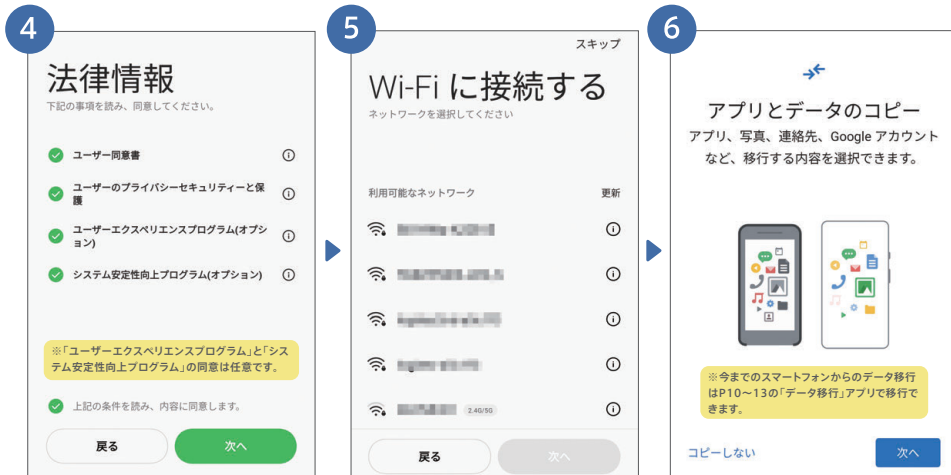 4
法律情報
下記の事項を読み、同意してください。
ユーザー同意書
ユーザーのプライバシーセキュリティーと保
護
ユーザーエクスペリエンスプログラム(オプシ
ョン)
システム安定性向上プログラム(オプション)
※「ユーザーエクスペリエンスプログラム」と「シス
テム安定性向上プログラム」の同意は任意です。
上記の条件を読み、内容に同意します。
戻る
次へ
5
スキップ
Wi-Fi に接続する
ネットワークを選択してください
利用可能なネットワーク
更新
2.4G/5G
戻る
次へ
6
アプリとデータのコピー
アプリ、写真、連絡先、Google アカウント
など、移行する内容を選択できます。
※今までのスマートフォンからのデータ移行
はP10～13の「データ移行」アプリで移行で
きます。
コピーしない
次へ